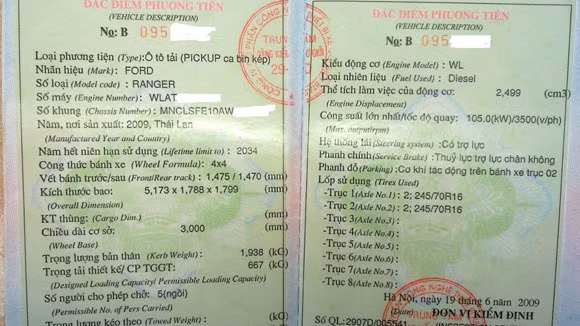 ĐẶC ĐIỂM PHƯƠNG TIỆN
(VEHICLE DESCRIPTION)
No: B 095
Loại phương tiện (Type): Ô tô tải (PICKUP ca bin kép)
Nhãn hiệu (Mark): FORD
Số loại (Model code) : RANGER
Số máy (Engine Number) : WLAT
Số khung (Chassis Number) : MNCLSFE10AW
Năm, nơi sản xuất: 2009, Thái Lan
(Manufactured Year and Country)
Năm hết niên hạn sử dụng (Lifetime limit to) : 2034
Công thức bánh xe (Wheel Formula): 4x4
Vết bánh trước/sau (Front/Rear track) : 1,475 / 1,470 (mm)
Kích thước bao: 5,173 x 1,788 x 1,799 (mm)
(Overall Dimension)
KT thùng: (Cargo Dim.) (mm)
Chiều dài cơ sở: 3,000 (mm)
(Wheel Base)
Trọng lượng bản thân (Kerb Weight): 1,938 (kG)
Trọng tải thiết kế/ CP TGGT: 667 (kG)
(Designed Loading Capacity/ Permissible Loading Capacity)
Số người cho phép chở: 5(ngồi)
(Permissible No. of Pers Carried)
Trọng lượng kéo theo (Towed Weight): (kG)
ĐẶC ĐIỂM PHƯƠNG TIỆN
(VEHICLE DESCRIPTION)
No: B 095
Kiểu động cơ (Engine Model) : WL
Loại nhiên liệu (Fuel Used) : Diesel
Thể tích làm việc của động cơ: 2,499 (cm3)
(Engine Displacement)
Công suất lớn nhất/tốc độ quay: 105.0(kW)/3500(v/ph)
(Max. output/rpm)
Hệ thống lái (Steering system) : Có trợ lực
Phanh chính (Service Brake) : Thuỷ lực trợ lực chân không
Phanh đỗ (Parking): Cơ khí tác động trên bánh xe trục 02
Lốp sử dụng (Tires Used)
-Trục 1(Axle No.1) : 2; 245/70R16
-Trục 2(Axle No.2) : 2; 245/70R16
-Trục 3(Axle No.3) :
-Trục 4(Axle No.4) :
-Trục 5(Axle No.5) :
-Trục 6(Axle No.6) :
-Trục 7(Axle No.7) :
-Trục 8(Axle No.8) :
Hà Nội, ngày 19 tháng 6 năm 2009
ĐƠN VỊ KIỂM ĐỊNH
Số QL: 2907D/005541